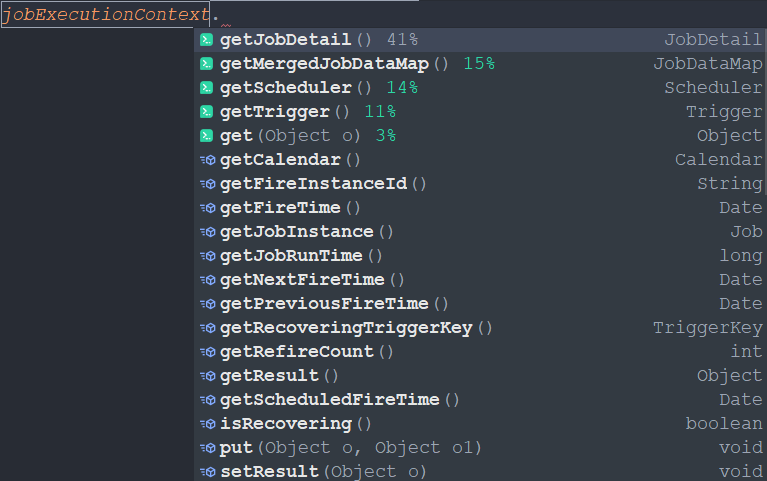 jobExecutionContext.
getJobDetail() 41% JobDetail
getMergedJobDataMap() 15% JobDataMap
getScheduler() 14% Scheduler
getTrigger() 11% Trigger
get(Object o) 3% Object
getCalendar() Calendar
getFireInstanceId() String
getFireTime() Date
getJobInstance() Job
getJobRunTime() long
getNextFireTime() Date
getPreviousFireTime() Date
getRecoveringTriggerKey() TriggerKey
getRefireCount() int
getResult() Object
getScheduledFireTime() Date
isRecovering() boolean
put(Object o, Object o1) void
setResult(Object o) void